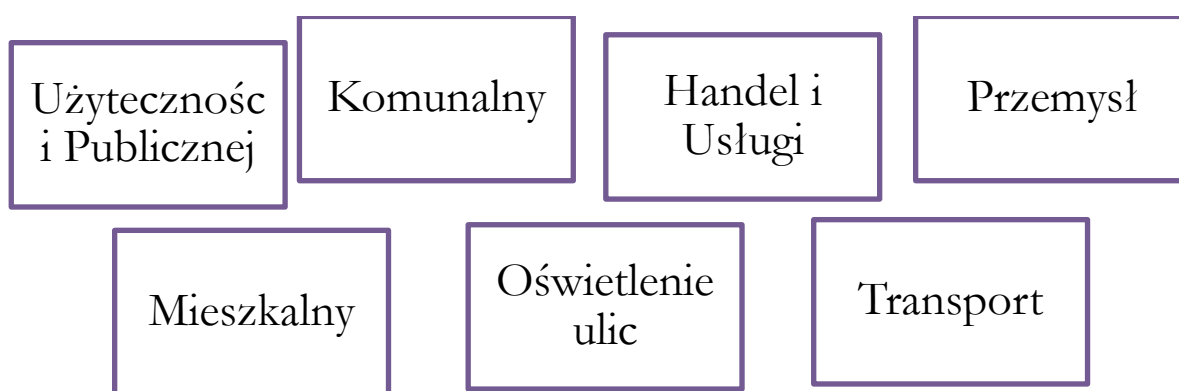 Użytecznośc
i Publicznej
Komunalny
Handel i
Usługi
Przemysł
Mieszkalny
Oświetlenie
ulic
Transport